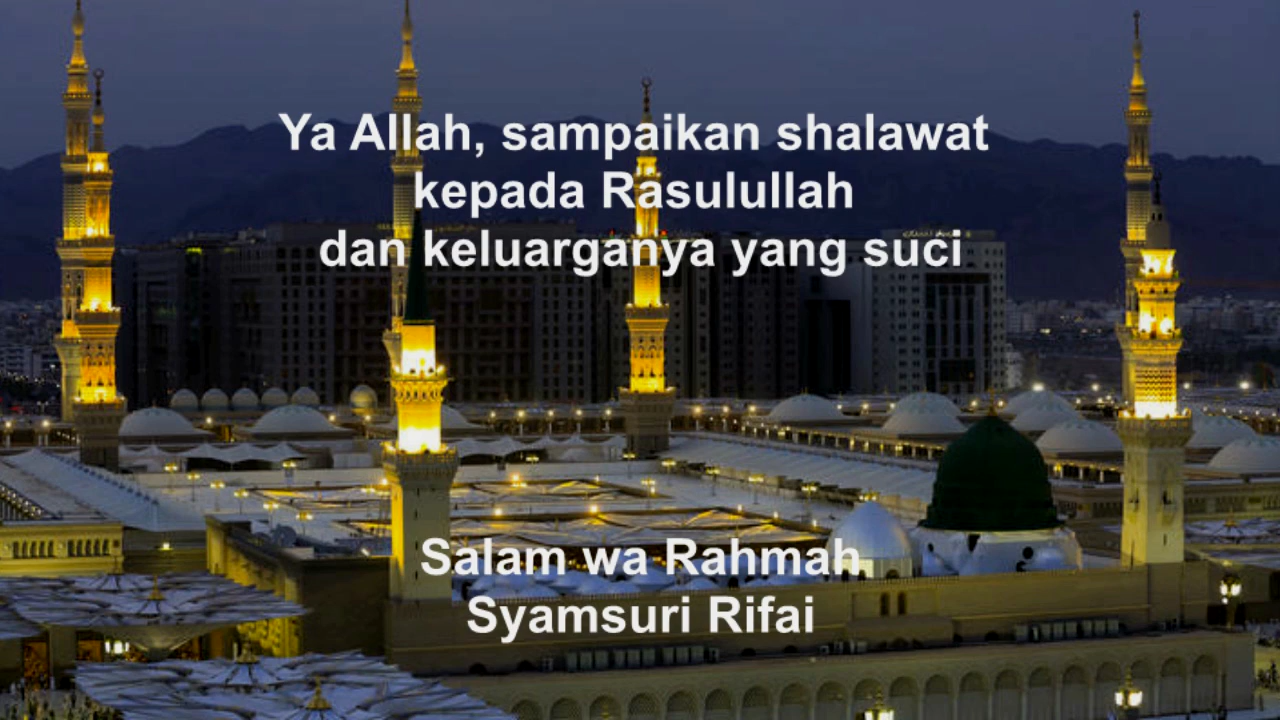 Ya Allah, sampaikan shalawat
kepada Rasulullah
dan keluarganya yang suci
Salam wa Rahmah
Syamsuri Rifai